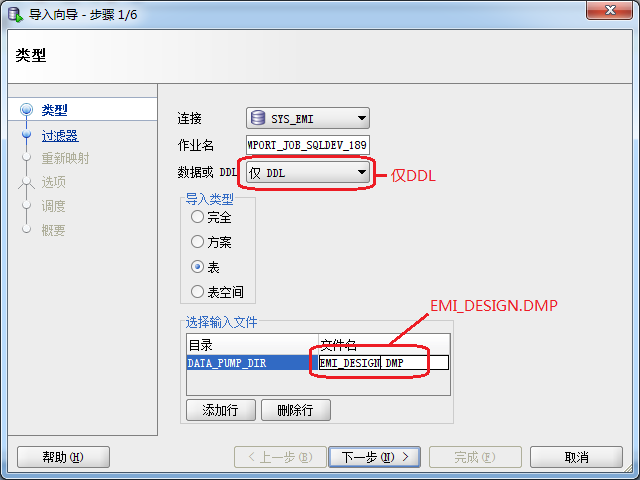 导入向导 - 步骤 1/6
类型
类型
过滤器
重新映射
选项
调度
概要
连接 SYS_EMI
作业名 MPORT_JOB_SQLDEV_189
数据或 DDL 仅 DDL
仅DDL
导入类型
完全
方案
表
表空间
EMI_DESIGN.DMP
选择输入文件
目录 文件名
DATA_PUMP_DIR EMI_DESIGN.DMP
添加行 删除行
帮助(H) < 上一步(B) 下一步(N) > 完成(F) 取消